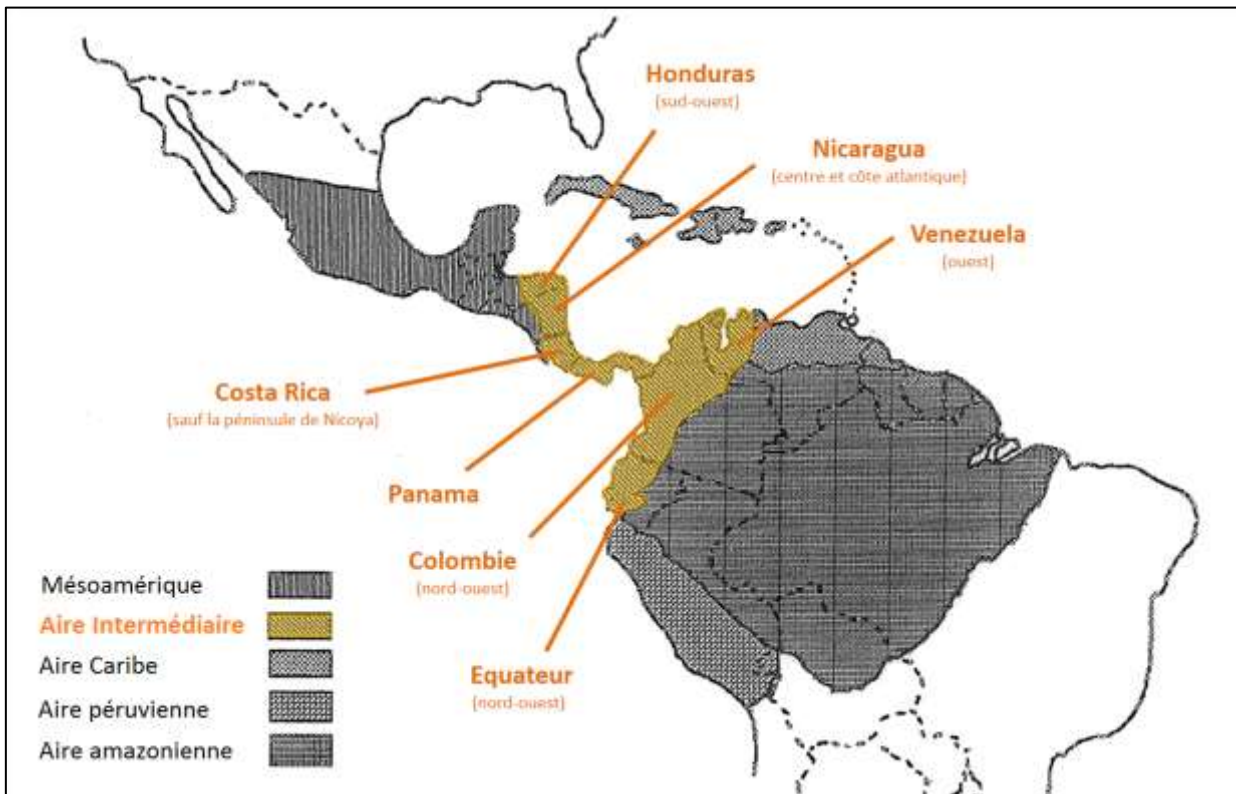 Honduras
(sud-ouest)
Nicaragua
(centre et côte atlantique)
Venezuela
(ouest)
Costa Rica
(sauf la péninsule de Nicoya)
Panama
Colombie
(nord-ouest)
Equateur
(nord-ouest)
Mésoamérique
Aire Intermédiaire
Aire Caribe
Aire péruvienne
Aire amazonienne